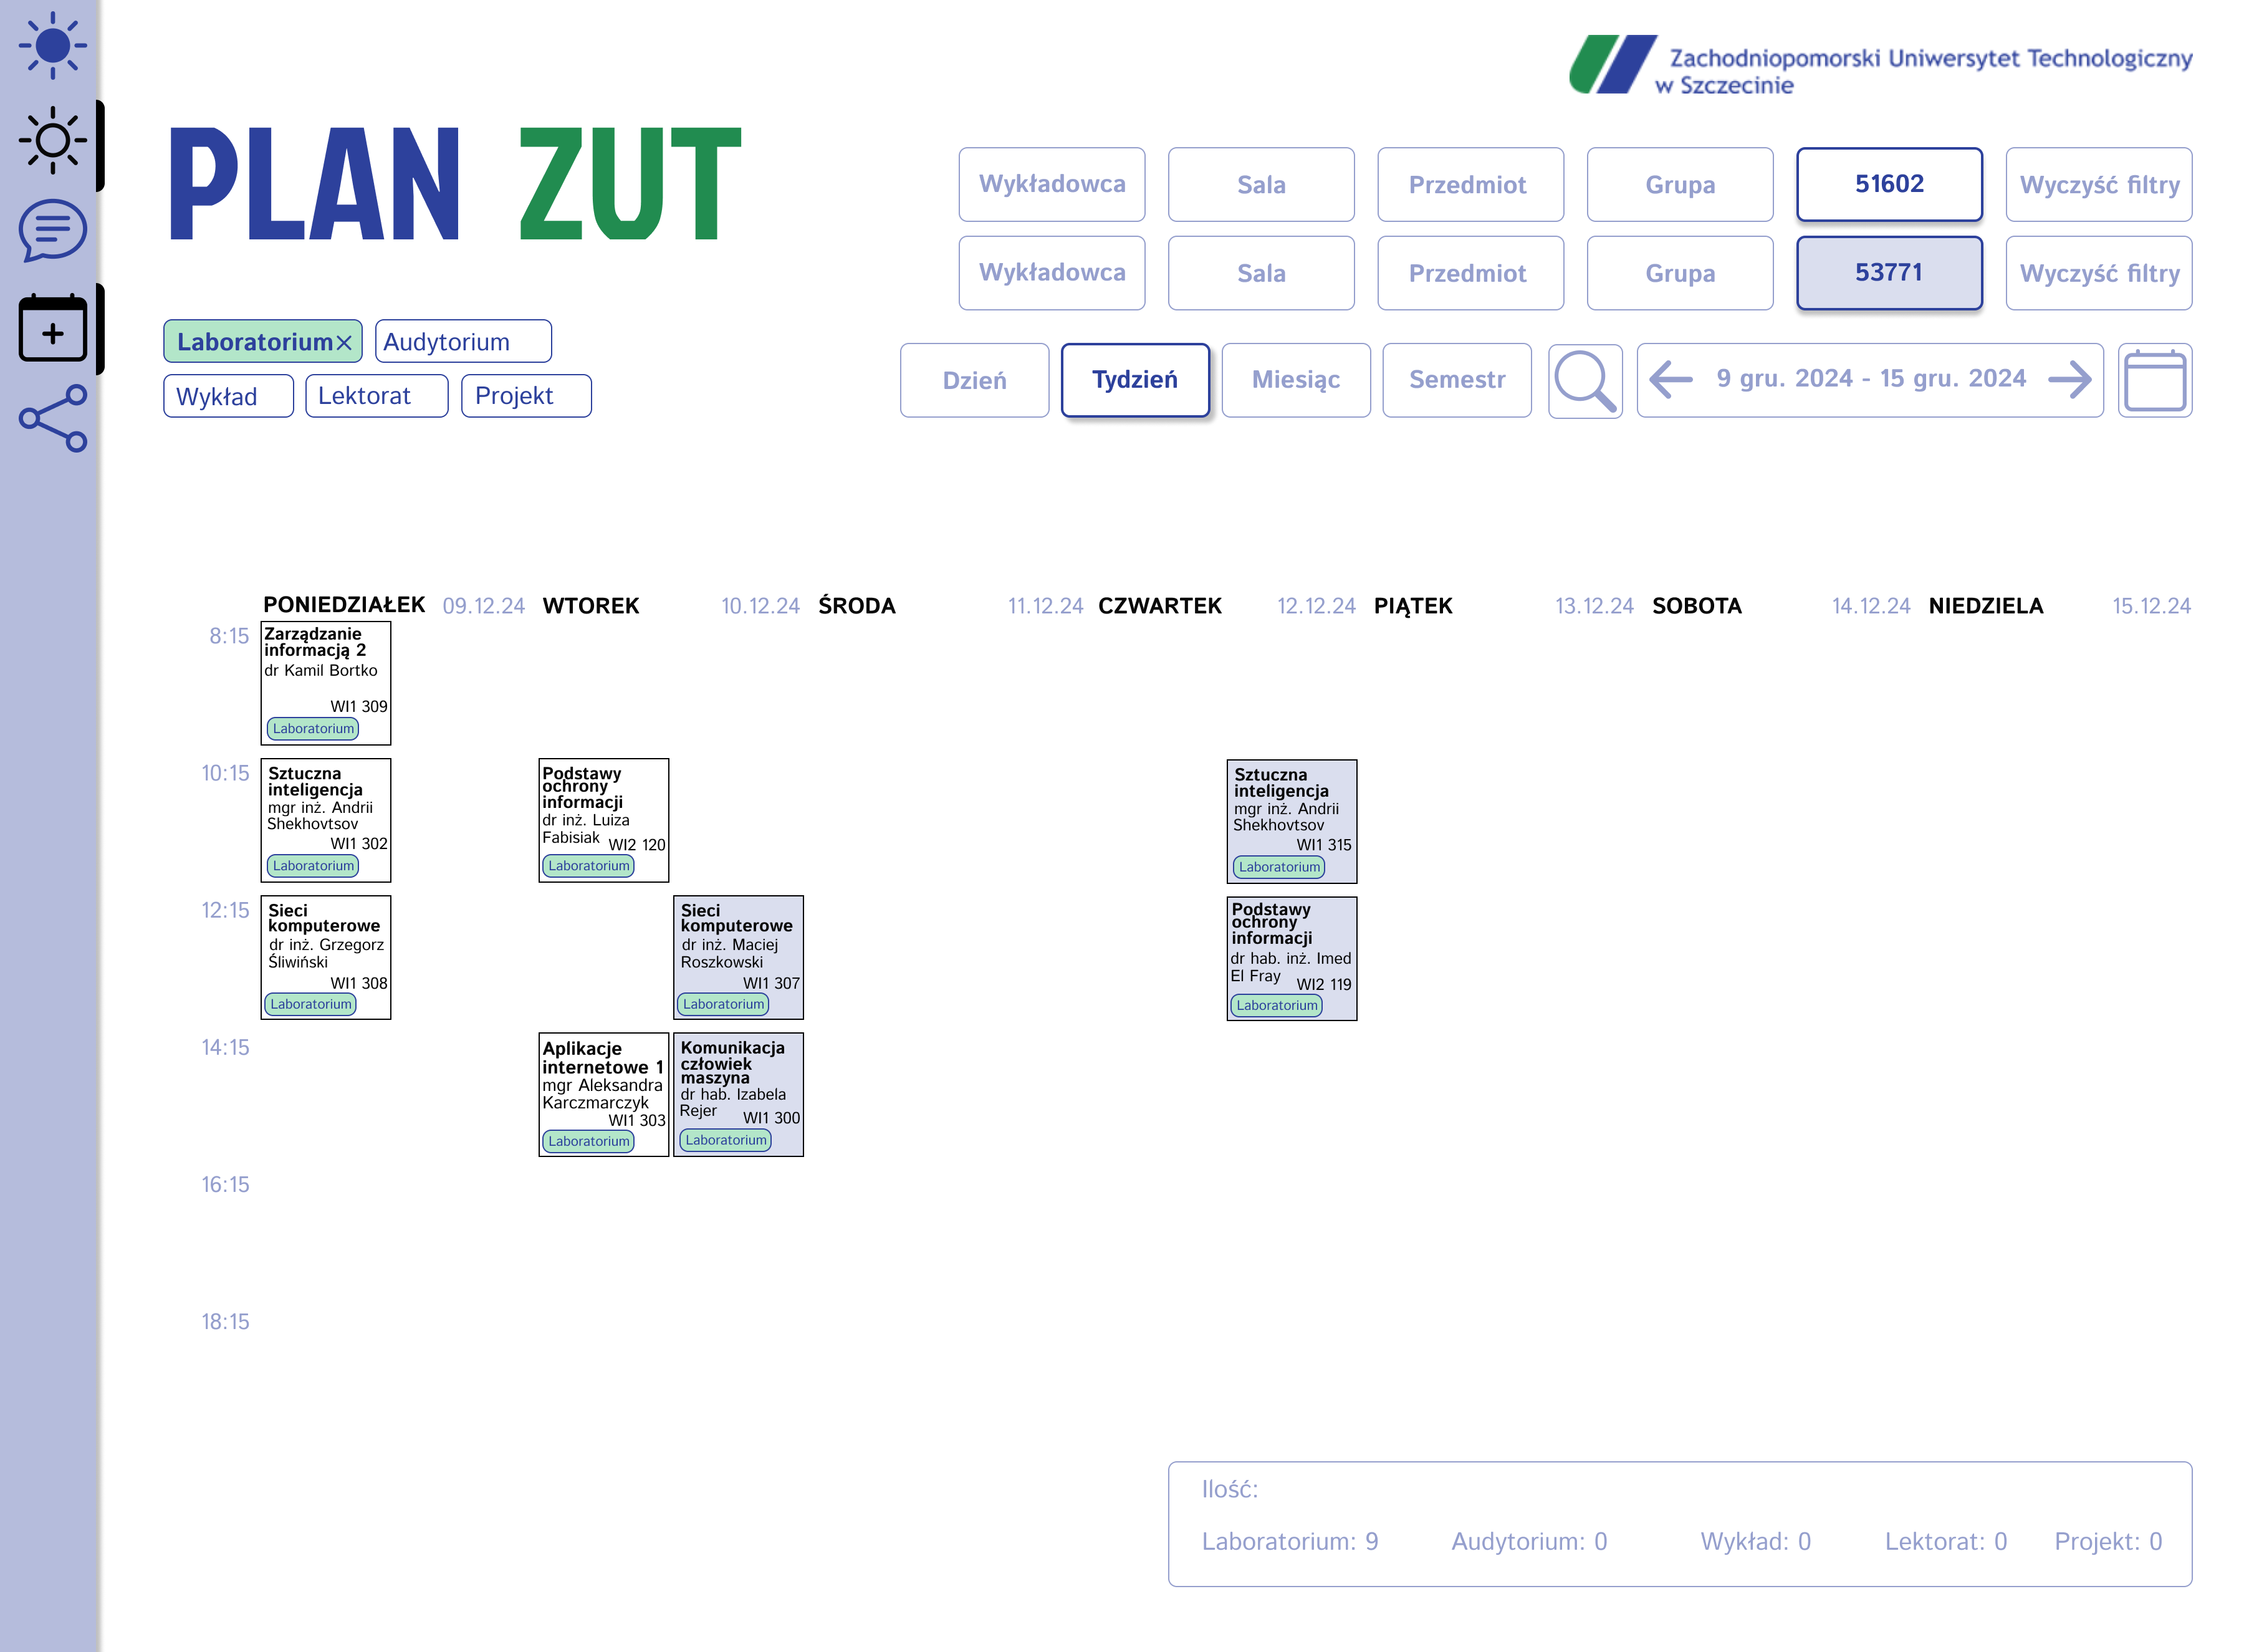 Zachodniopomorski Uniwersytet Technologiczny
w Szczecinie
PLAN ZUT
Wykładowca Sala Przedmiot Grupa 51602 Wyczyść filtry
Wykładowca Sala Przedmiot Grupa 53771 Wyczyść filtry
Laboratorium× Audytorium
Wykład Lektorat Projekt
Dzień Tydzień Miesiąc Semestr 9 gru. 2024 - 15 gru. 2024
PONIEDZIAŁEK 09.12.24 WTOREK 10.12.24 ŚRODA 11.12.24 CZWARTEK 12.12.24 PIĄTEK 13.12.24 SOBOTA 14.12.24 NIEDZIELA 15.12.24
8:15
Zarządzanie
informacją 2
dr Kamil Bortko
WI1 309
Laboratorium
10:15
Sztuczna
inteligencja
mgr inż. Andrii
Shekhovtsov
WI1 302
Laboratorium
Podstawy
ochrony
informacji
dr inż. Luiza
Fabisiak WI2 120
Laboratorium
Sztuczna
inteligencja
mgr inż. Andrii
Shekhovtsov
WI1 315
Laboratorium
12:15
Sieci
komputerowe
dr inż. Grzegorz
Śliwiński
WI1 308
Laboratorium
Sieci
komputerowe
dr inż. Maciej
Roszkowski
WI1 307
Laboratorium
Podstawy
ochrony
informacji
dr hab. inż. Imed
El Fray WI2 119
Laboratorium
14:15
Aplikacje
internetowe 1
mgr Aleksandra
Karczmarczyk
WI1 303
Laboratorium
Komunikacja
człowiek
maszyna
dr hab. Izabela
Rejer WI1 300
Laboratorium
16:15
18:15
Ilość:
Laboratorium: 9 Audytorium: 0 Wykład: 0 Lektorat: 0 Projekt: 0